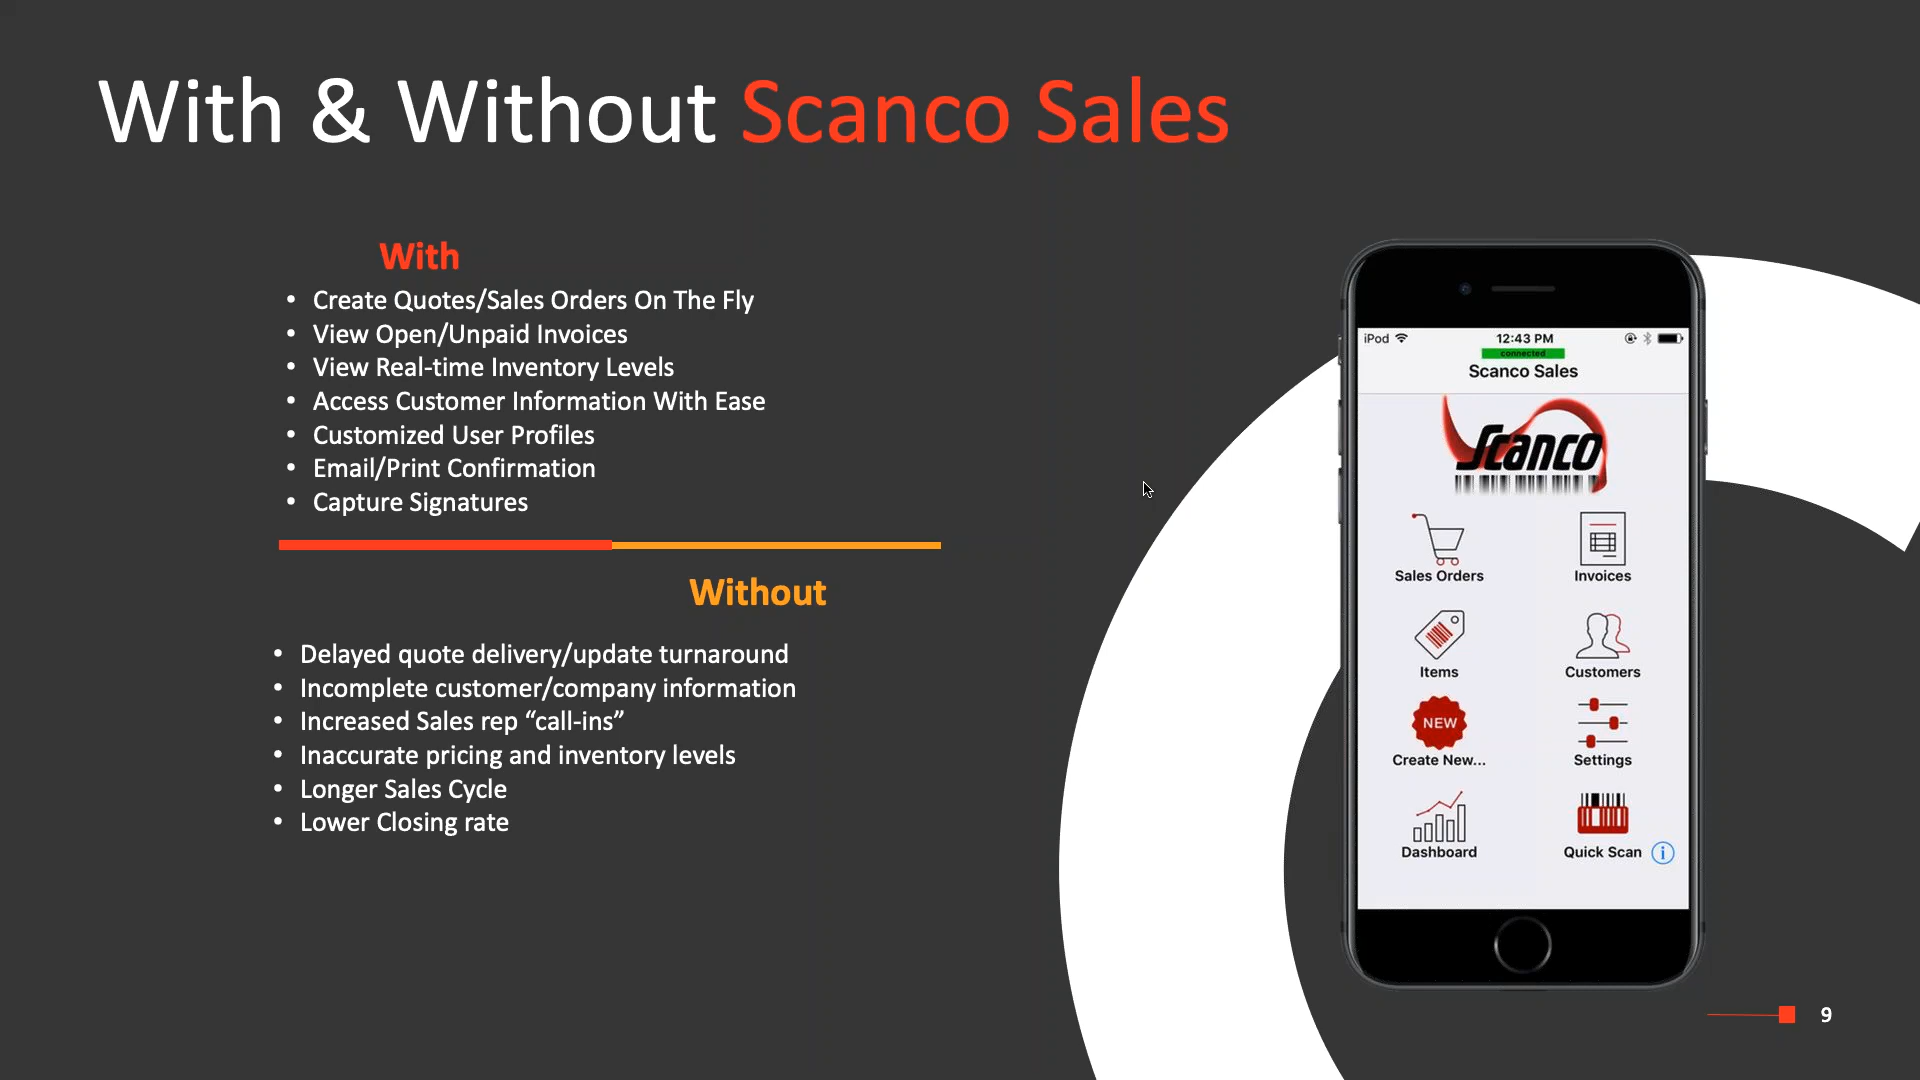 With & Without Scanco Sales
With
• Create Quotes/Sales Orders On The Fly
• View Open/Unpaid Invoices
• View Real-time Inventory Levels
• Access Customer Information With Ease
• Customized User Profiles
• Email/Print Confirmation
• Capture Signatures
Without
• Delayed quote delivery/update turnaround
• Incomplete customer/company information
• Increased Sales rep “call-ins”
• Inaccurate pricing and inventory levels
• Longer Sales Cycle
• Lower Closing rate
iPod 12:43 PM
connected
Scanco Sales
Scanco
Sales Orders Invoices
Items Customers
NEW
Create New... Settings
Dashboard Quick Scan i
9